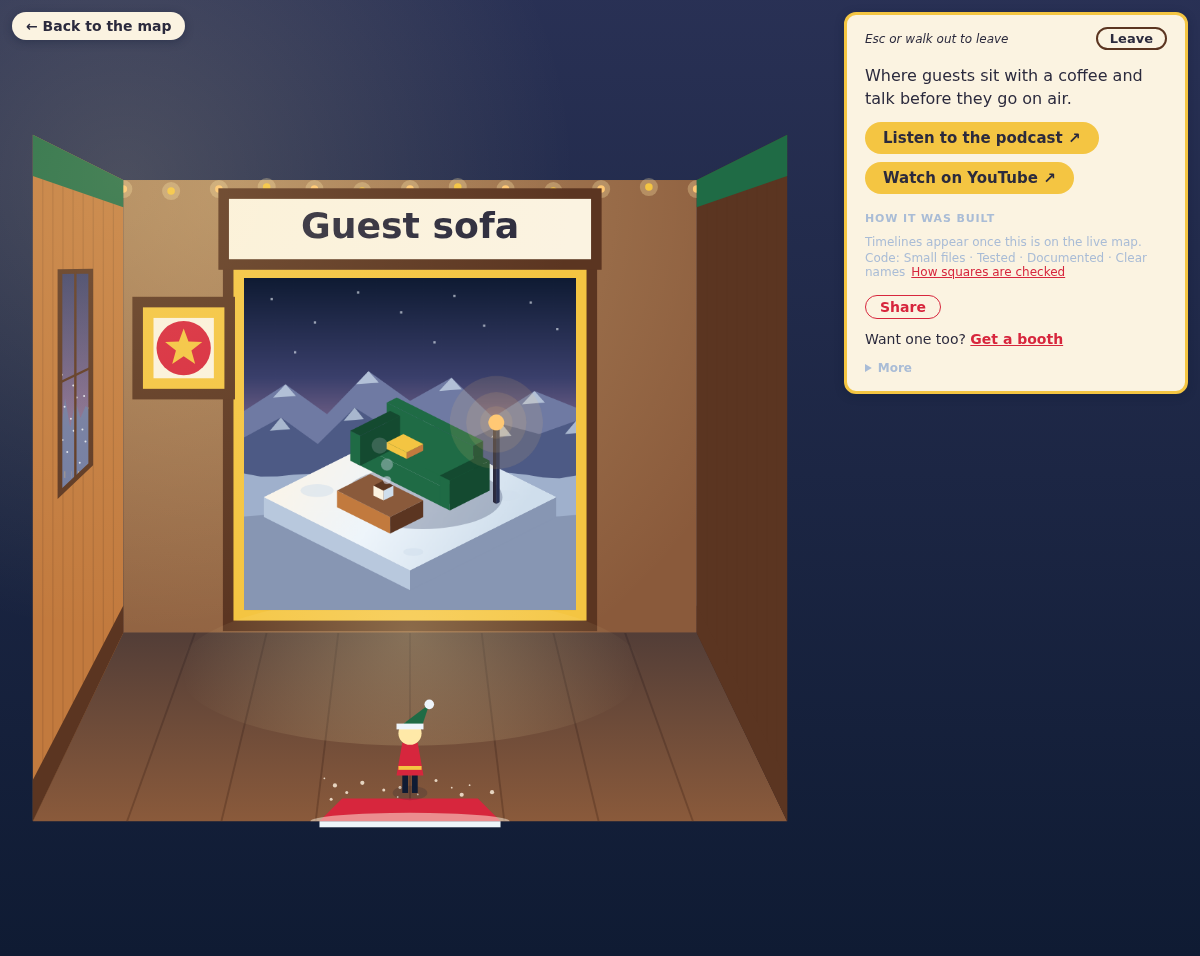 ← Back to the map
Guest sofa
Esc or walk out to leave
Leave
Where guests sit with a coffee and
talk before they go on air.
Listen to the podcast ↗
Watch on YouTube ↗
HOW IT WAS BUILT
Timelines appear once this is on the live map.
Code: Small files · Tested · Documented · Clear
names How squares are checked
Share
Want one too? Get a booth
More